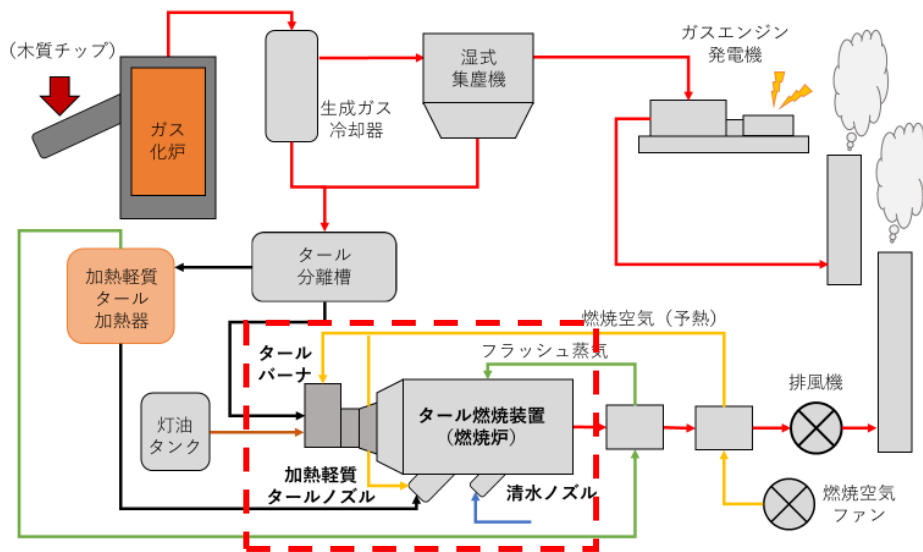 (木質チップ)
ガス
化炉
生成ガス
冷却器
湿式
集塵機
ガスエンジン
発電機
タール
分離槽
加熱軽質
タール
加熱器
燃焼空気(予熱)
フラッシュ蒸気
タール
バーナ
排風機
灯油
タンク
タール燃焼装置
(燃焼炉)
加熱軽質
タールノズル
清水ノズル
燃焼空気
ファン